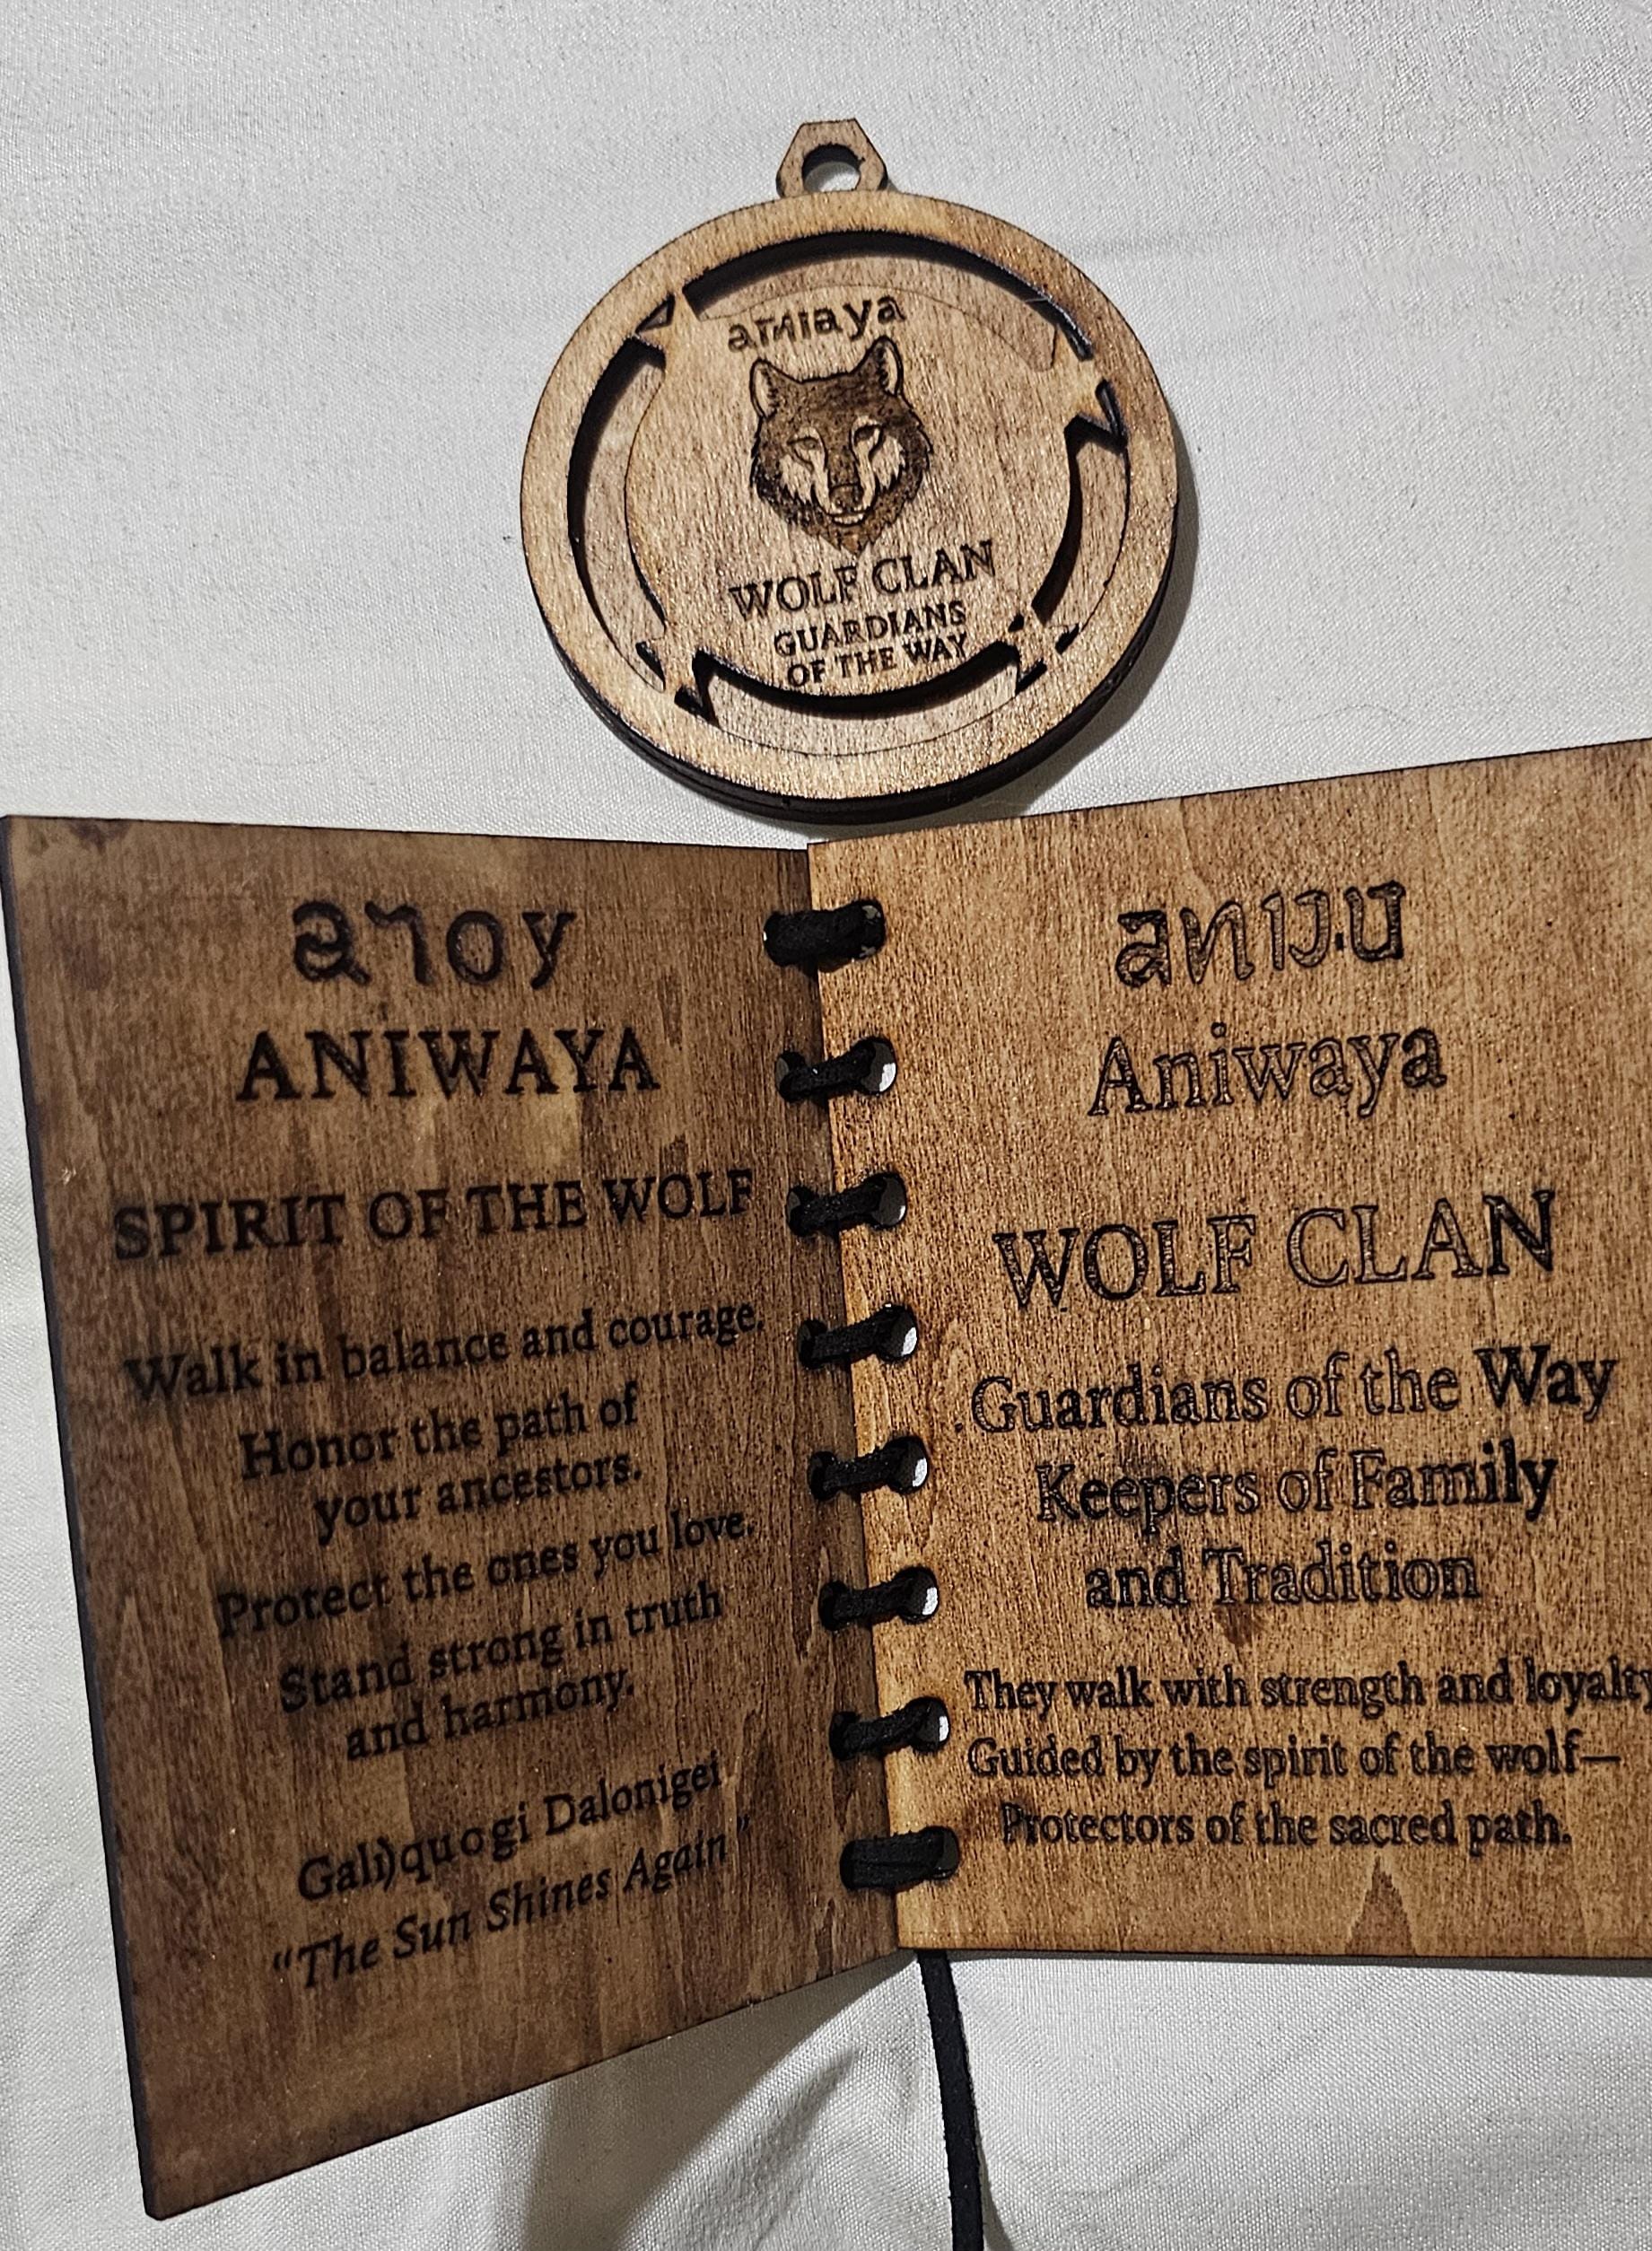 WOLF CLAN
GUARDIANS
OF THE WAY
ANIWAYA
SPIRIT OF THE WOLF
Walk in balance and courage.
Honor the path of
your ancestors.
Protect the ones you love.
Stand strong in truth
and harmony.
Gali)quogi Dalonigei
“The Sun Shines Again”
Aniwaya
WOLF CLAN
Guardians of the Way
Keepers of Family
and Tradition
They walk with strength and loyalty
Guided by the spirit of the wolf—
Protectors of the sacred path.